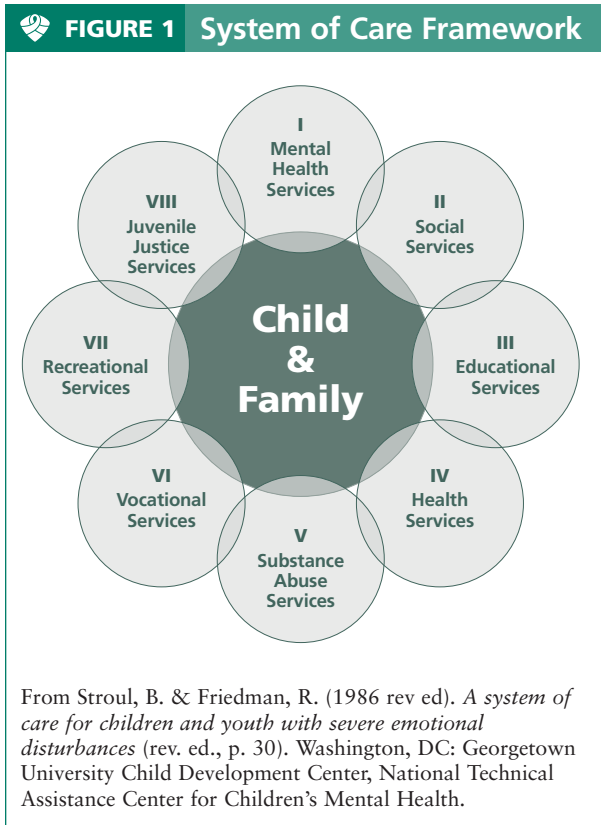 FIGURE 1 System of Care Framework
I
Mental
Health
Services
II
Social
Services
III
Educational
Services
IV
Health
Services
V
Substance
Abuse
Services
VI
Vocational
Services
VII
Recreational
Services
VIII
Juvenile
Justice
Services
Child
&
Family
From Stroul, B. & Friedman, R. (1986 rev ed). A system of
care for children and youth with severe emotional
disturbances (rev. ed., p. 30). Washington, DC: Georgetown
University Child Development Center, National Technical
Assistance Center for Children’s Mental Health.